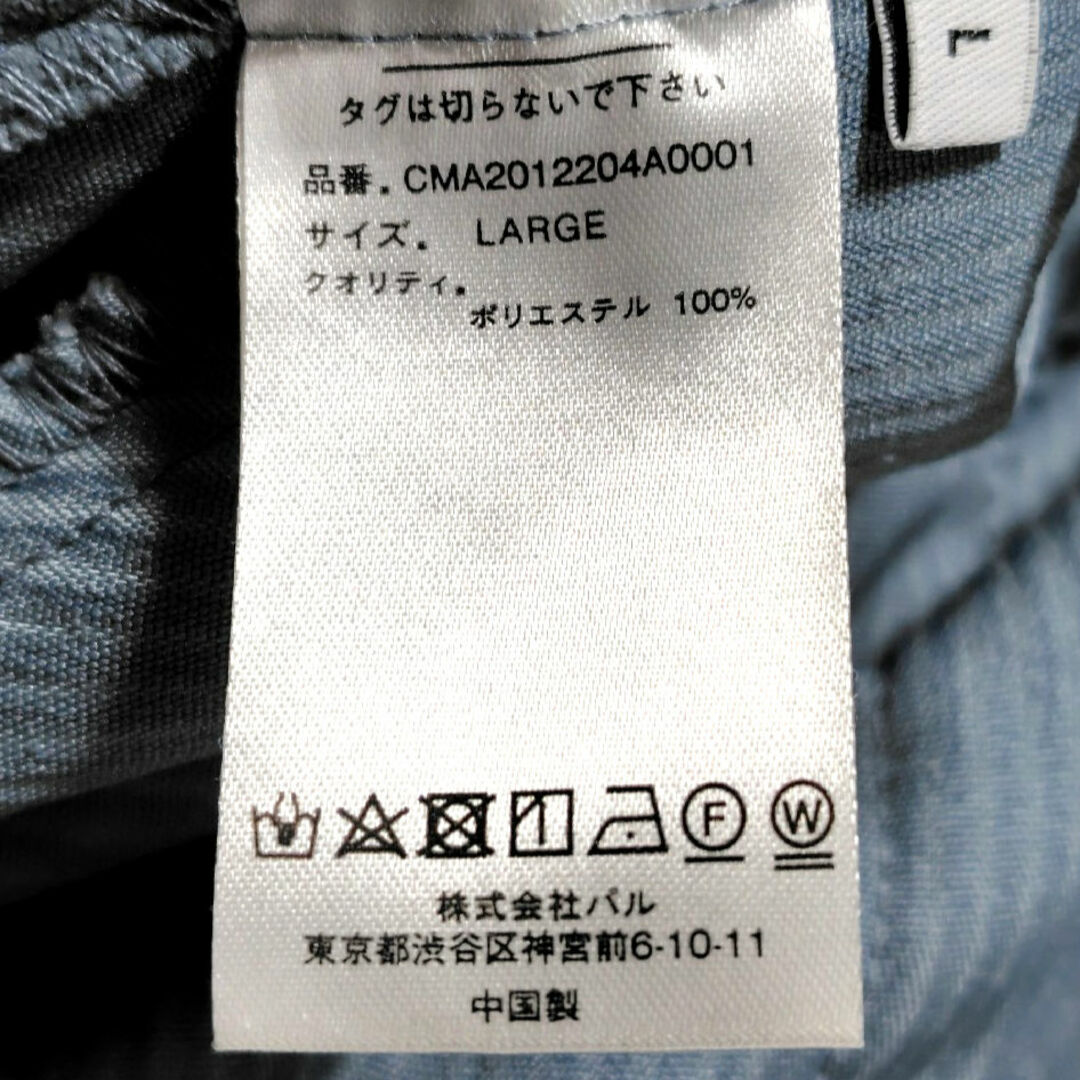 L
タグは切らないで下さい
品番. CMA2012204A0001
サイズ. LARGE
クオリティ.
ポリエステル 100%
F W
株式会社パル
東京都渋谷区神宮前6-10-11
中国製